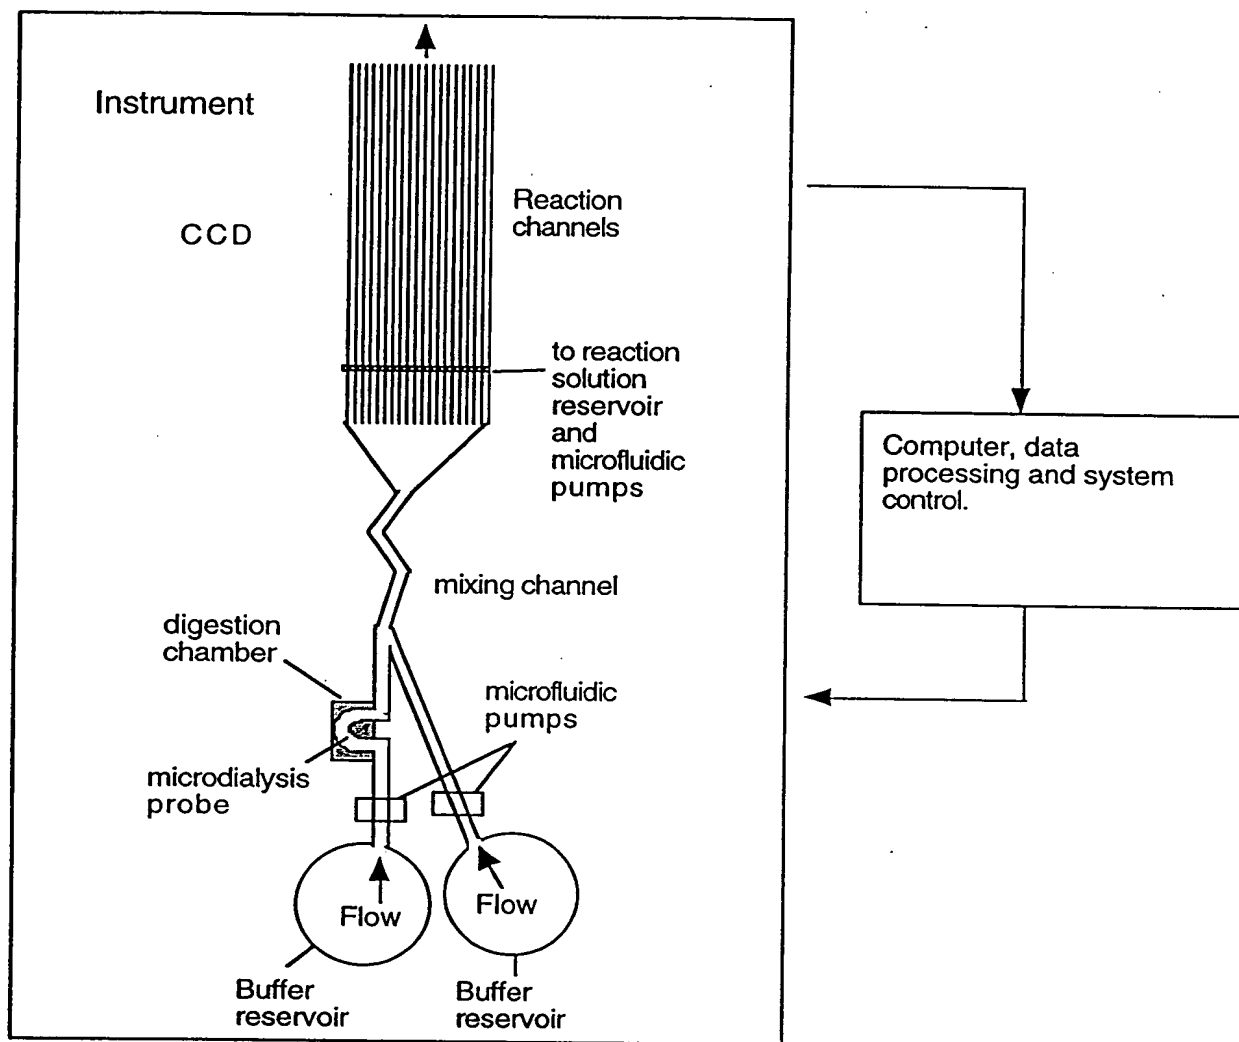 Instrument
CCD
Reaction
channels
to reaction
solution
reservoir
and
microfluidic
pumps
Computer, data
processing and system
control.
mixing channel
digestion
chamber
microfluidic
pumps
microdialysis
probe
Flow
Flow
Buffer
reservoir
Buffer
reservoir